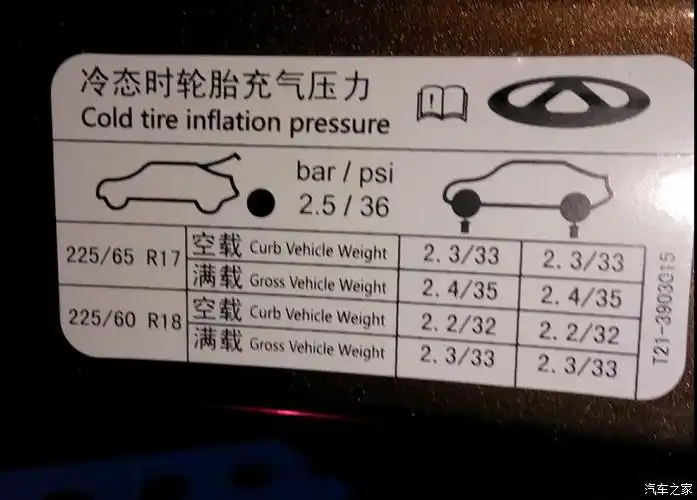 冷态时轮胎充气压力
Cold tire inflation pressure
bar / psi
2.5 / 36
225/65 R17
空载 Curb Vehicle Weight 2.3/33 2.3/33
满载 Gross Vehicle Weight 2.4/35 2.4/35
225/60 R18
空载 Curb Vehicle Weight 2.2/32 2.2/32
满载 Gross Vehicle Weight 2.3/33 2.3/33
T21-3903015
汽车之家